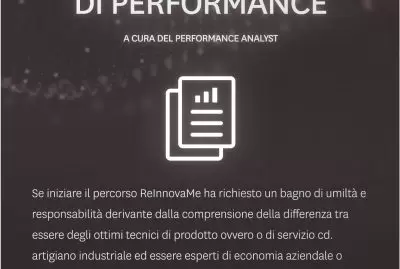 DI PERFORMANCE
A CURA DEL PERFORMANCE ANALYST
Se iniziare il percorso ReInnovaMe ha richiesto un bagno di umiltà e
responsabilità derivante dalla comprensione della differenza tra
essere degli ottimi tecnici di prodotto ovvero o di servizio cd.
artigiano industriale ed essere esperti di economia aziendale o